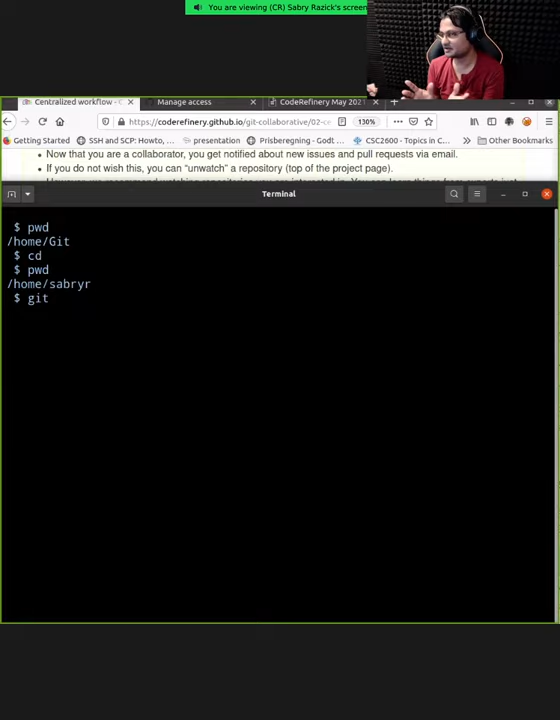 You are viewing (CR) Sabry Razick's screen
Centralized workflow - C
Manage access
CodeRefinery May 2021
https://coderefinery.github.io/git-collaborative/02-ce
130%
Getting Started
SSH and SCP: Howto, ...
presentation
Prisberegning - Godt ...
CSC2600 - Topics in C...
Other Bookmarks
Now that you are a collaborator, you get notified about new issues and pull requests via email.
If you do not wish this, you can "unwatch" a repository (top of the project page).
Terminal
$ pwd
/home/Git
$ cd
$ pwd
/home/sabryr
$ git